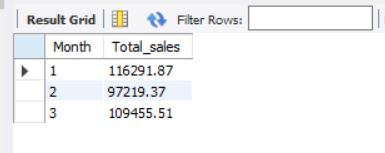 Result Grid Filter Rows:
Month Total_sales
1 116291.87
2 97219.37
3 109455.51